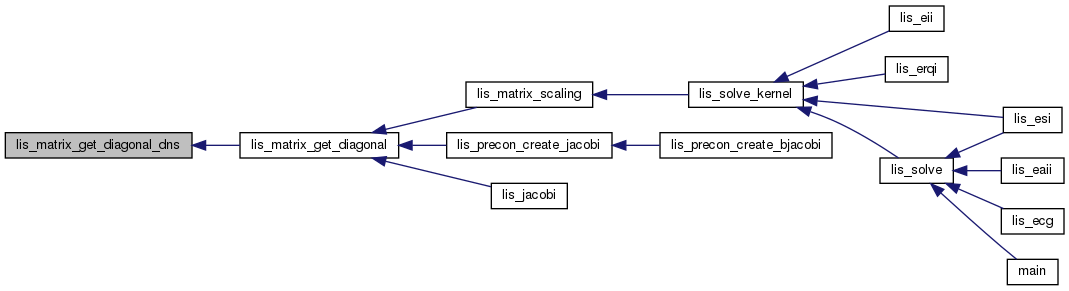 lis_eii
lis_erqi
lis_matrix_scaling
lis_solve_kernel
lis_esi
lis_matrix_get_diagonal_dns
lis_matrix_get_diagonal
lis_precon_create_jacobi
lis_precon_create_bjacobi
lis_solve
lis_eaii
lis_jacobi
lis_ecg
main